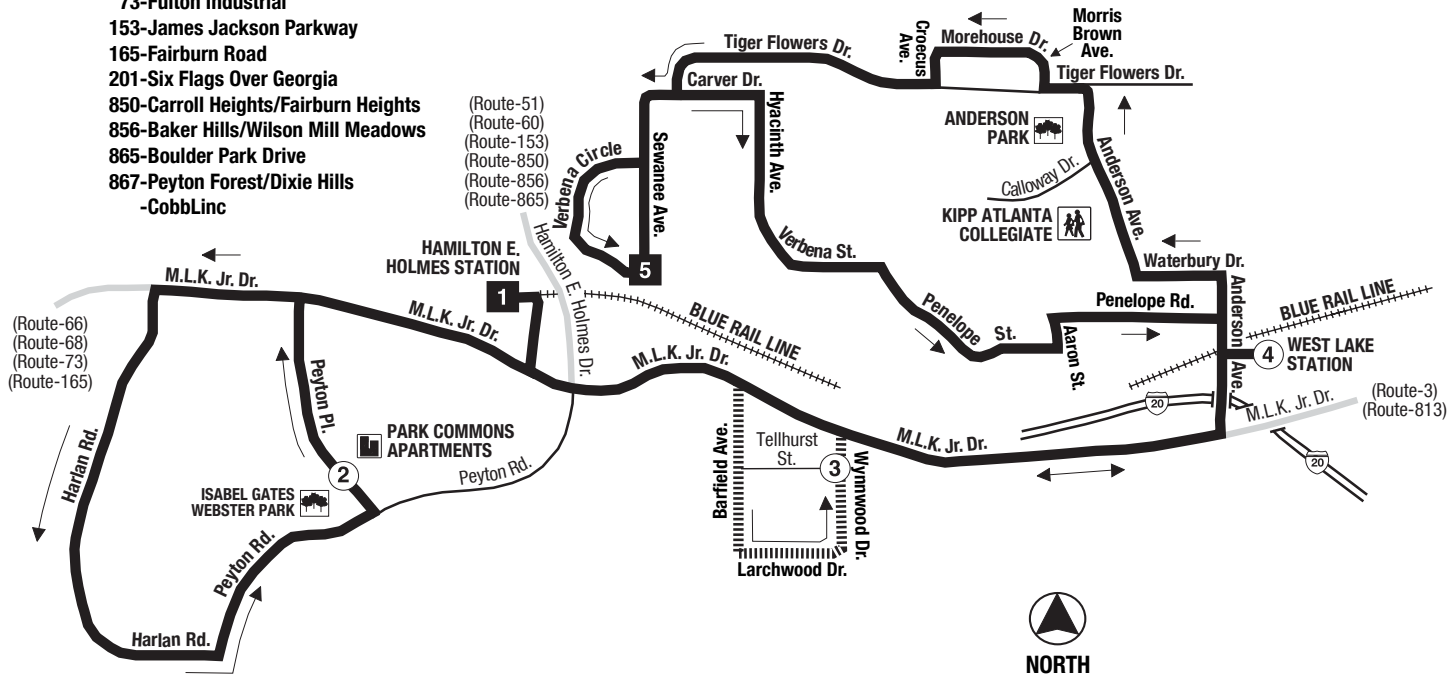 73-Fulton Industrial
153-James Jackson Parkway
165-Fairburn Road
201-Six Flags Over Georgia
850-Carroll Heights/Fairburn Heights
856-Baker Hills/Wilson Mill Meadows
865-Boulder Park Drive
867-Peyton Forest/Dixie Hills
-CobbLinc
(Route-51)
(Route-60)
(Route-153)
(Route-850)
(Route-856)
(Route-865)
Tiger Flowers Dr.
Carver Dr.
Croecus
Ave.
Morehouse Dr.
Morris
Brown
Ave.
Tiger Flowers Dr.
ANDERSON
PARK
Calloway Dr.
KIPP ATLANTA
COLLEGIATE
Anderson Ave.
Waterbury Dr.
Hyacinth Ave.
Sewanee Ave.
Verbena Circle
5
Verbena St.
HAMILTON E.
HOLMES STATION
1
Hamilton E. Holmes Dr.
M.L.K. Jr. Dr.
M.L.K. Jr. Dr.
BLUE RAIL LINE
M.L.K. Jr. Dr.
Penelope
St.
Penelope Rd.
Aaron St.
Anderson
Ave.
BLUE RAIL LINE
4
WEST LAKE
STATION
(Route-66)
(Route-68)
(Route-73)
(Route-165)
20
M.L.K. Jr. Dr.
(Route-3)
(Route-813)
20
M.L.K. Jr. Dr.
Harlan Rd.
Peyton Pl.
PARK COMMONS
APARTMENTS
2
Peyton Rd.
ISABEL GATES
WEBSTER PARK
Peyton Rd.
Harlan Rd.
Barfield Ave.
Tellhurst
St.
3
Wynwood Dr.
Larchwood Dr.
NORTH